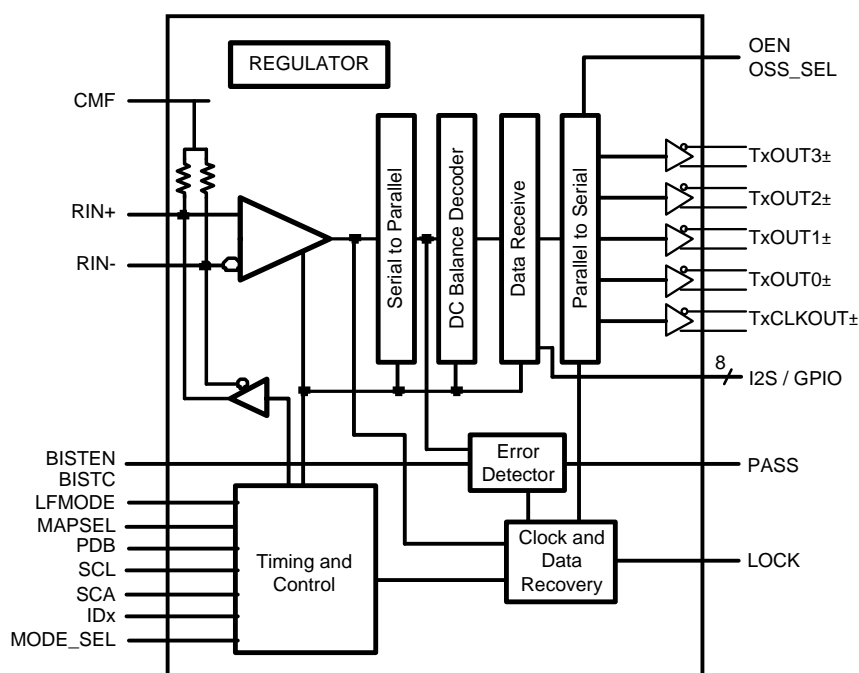 REGULATOR
CMF
RIN+
RIN-
Serial to Parallel
DC Balance Decoder
Data Receive
Parallel to Serial
OEN
OSS_SEL
TxOUT3±
TxOUT2±
TxOUT1±
TxOUT0±
TxCLKOUT±
8
I2S / GPIO
BISTEN
BISTC
LFMODE
MAPSEL
PDB
SCL
SCA
IDx
MODE_SEL
Timing and
Control
Error
Detector
Clock and
Data
Recovery
PASS
LOCK